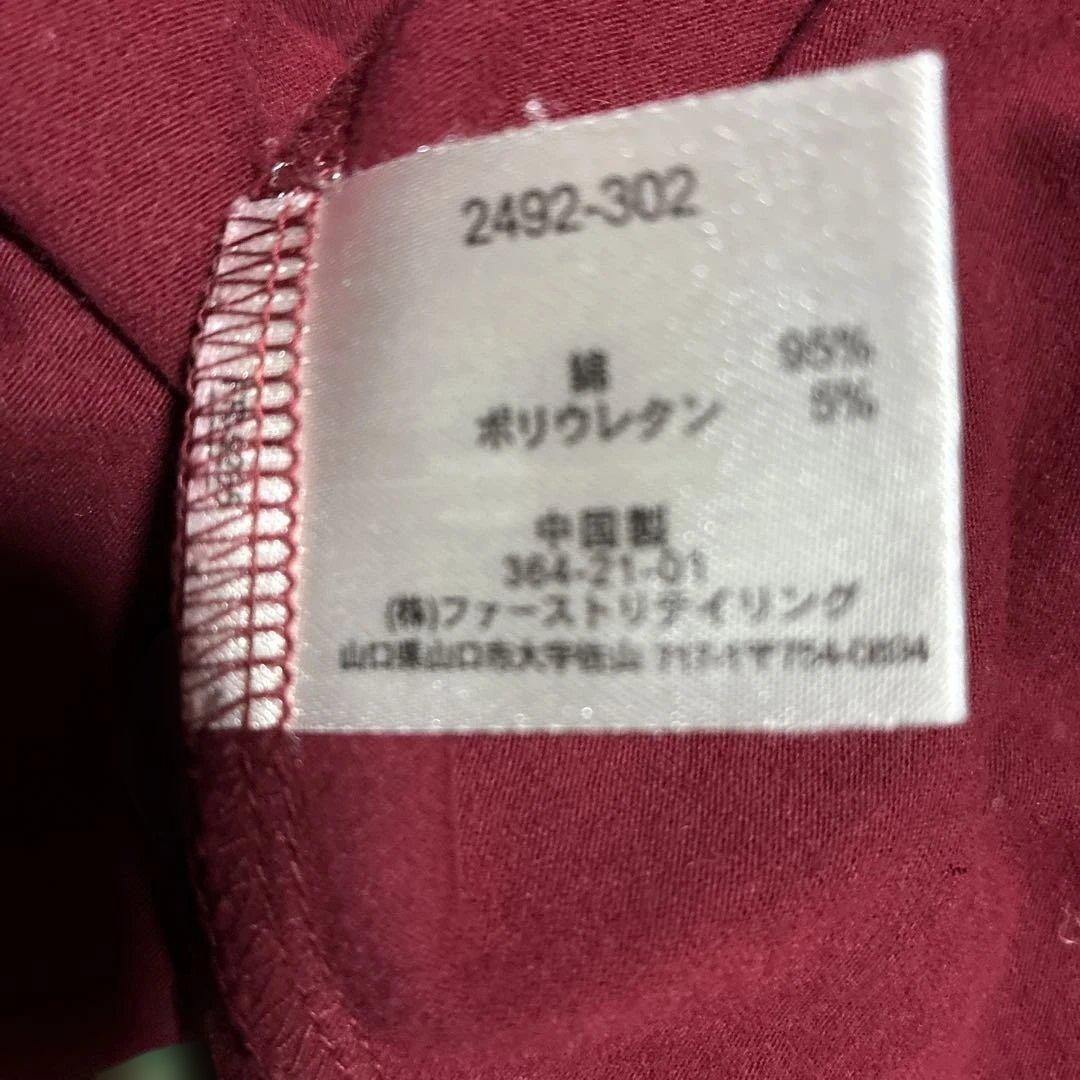 2492-302
綿 95%
ポリウレタン 5%
中国製
364-21-01
(株)ファーストリテイリング
山口県山口市大字佐山 717-1 〒754-0894